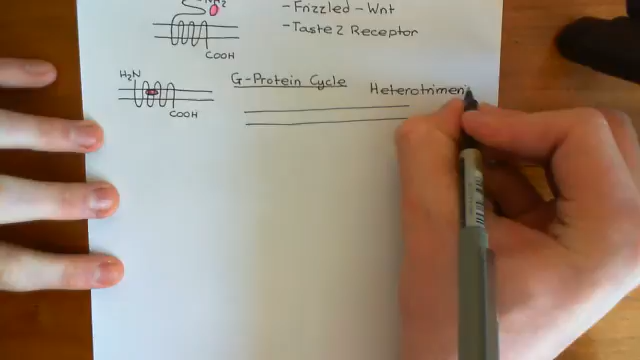 NH2
- Frizzled - Wnt
- Taste 2 Receptor
COOH
H2N
G-Protein Cycle
Heterotrimeri
COOH